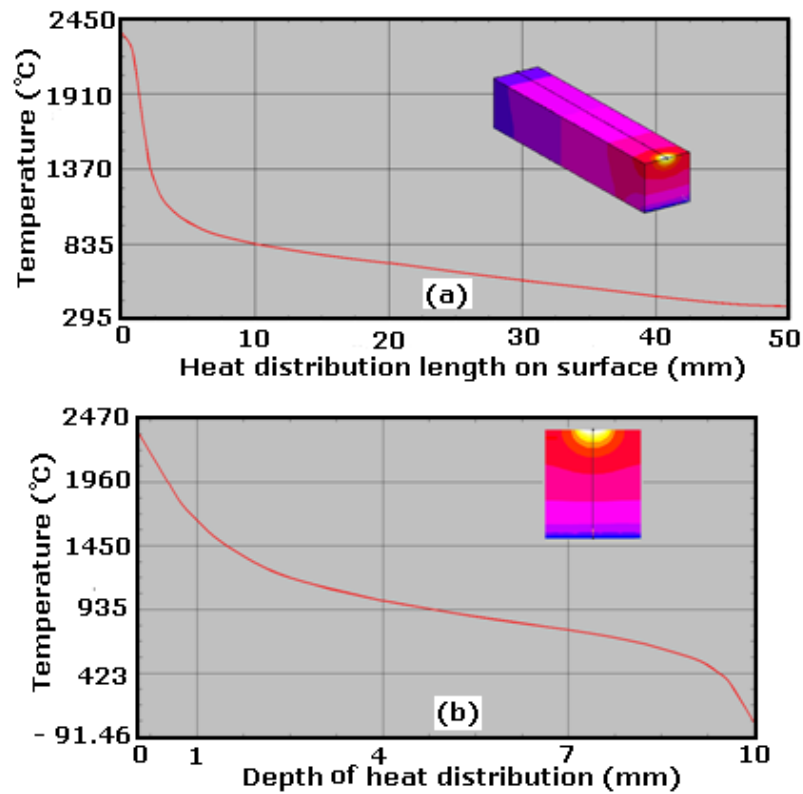 2450
1910
1370
835
295
Temperature (°C)
(a)
0 10 20 30 40 50
Heat distribution length on surface (mm)
2470
1960
1450
935
423
- 91.46
Temperature (°C)
(b)
0 1 4 7 10
Depth of heat distribution (mm)